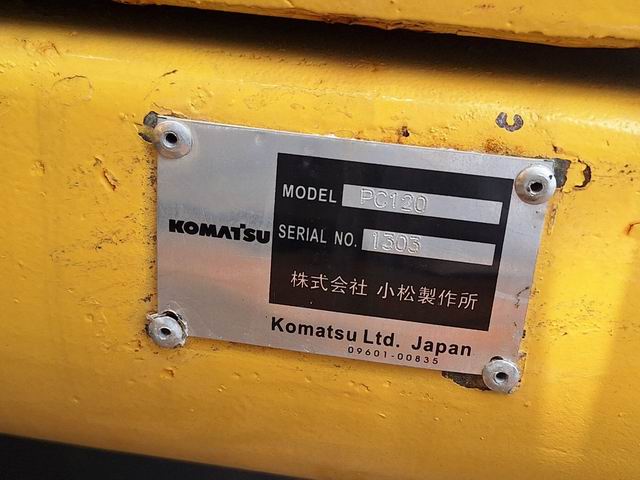 MODEL PC120
KOMATSU SERIAL NO. 1303
株式会社 小松製作所
Komatsu Ltd. Japan
09601-00835